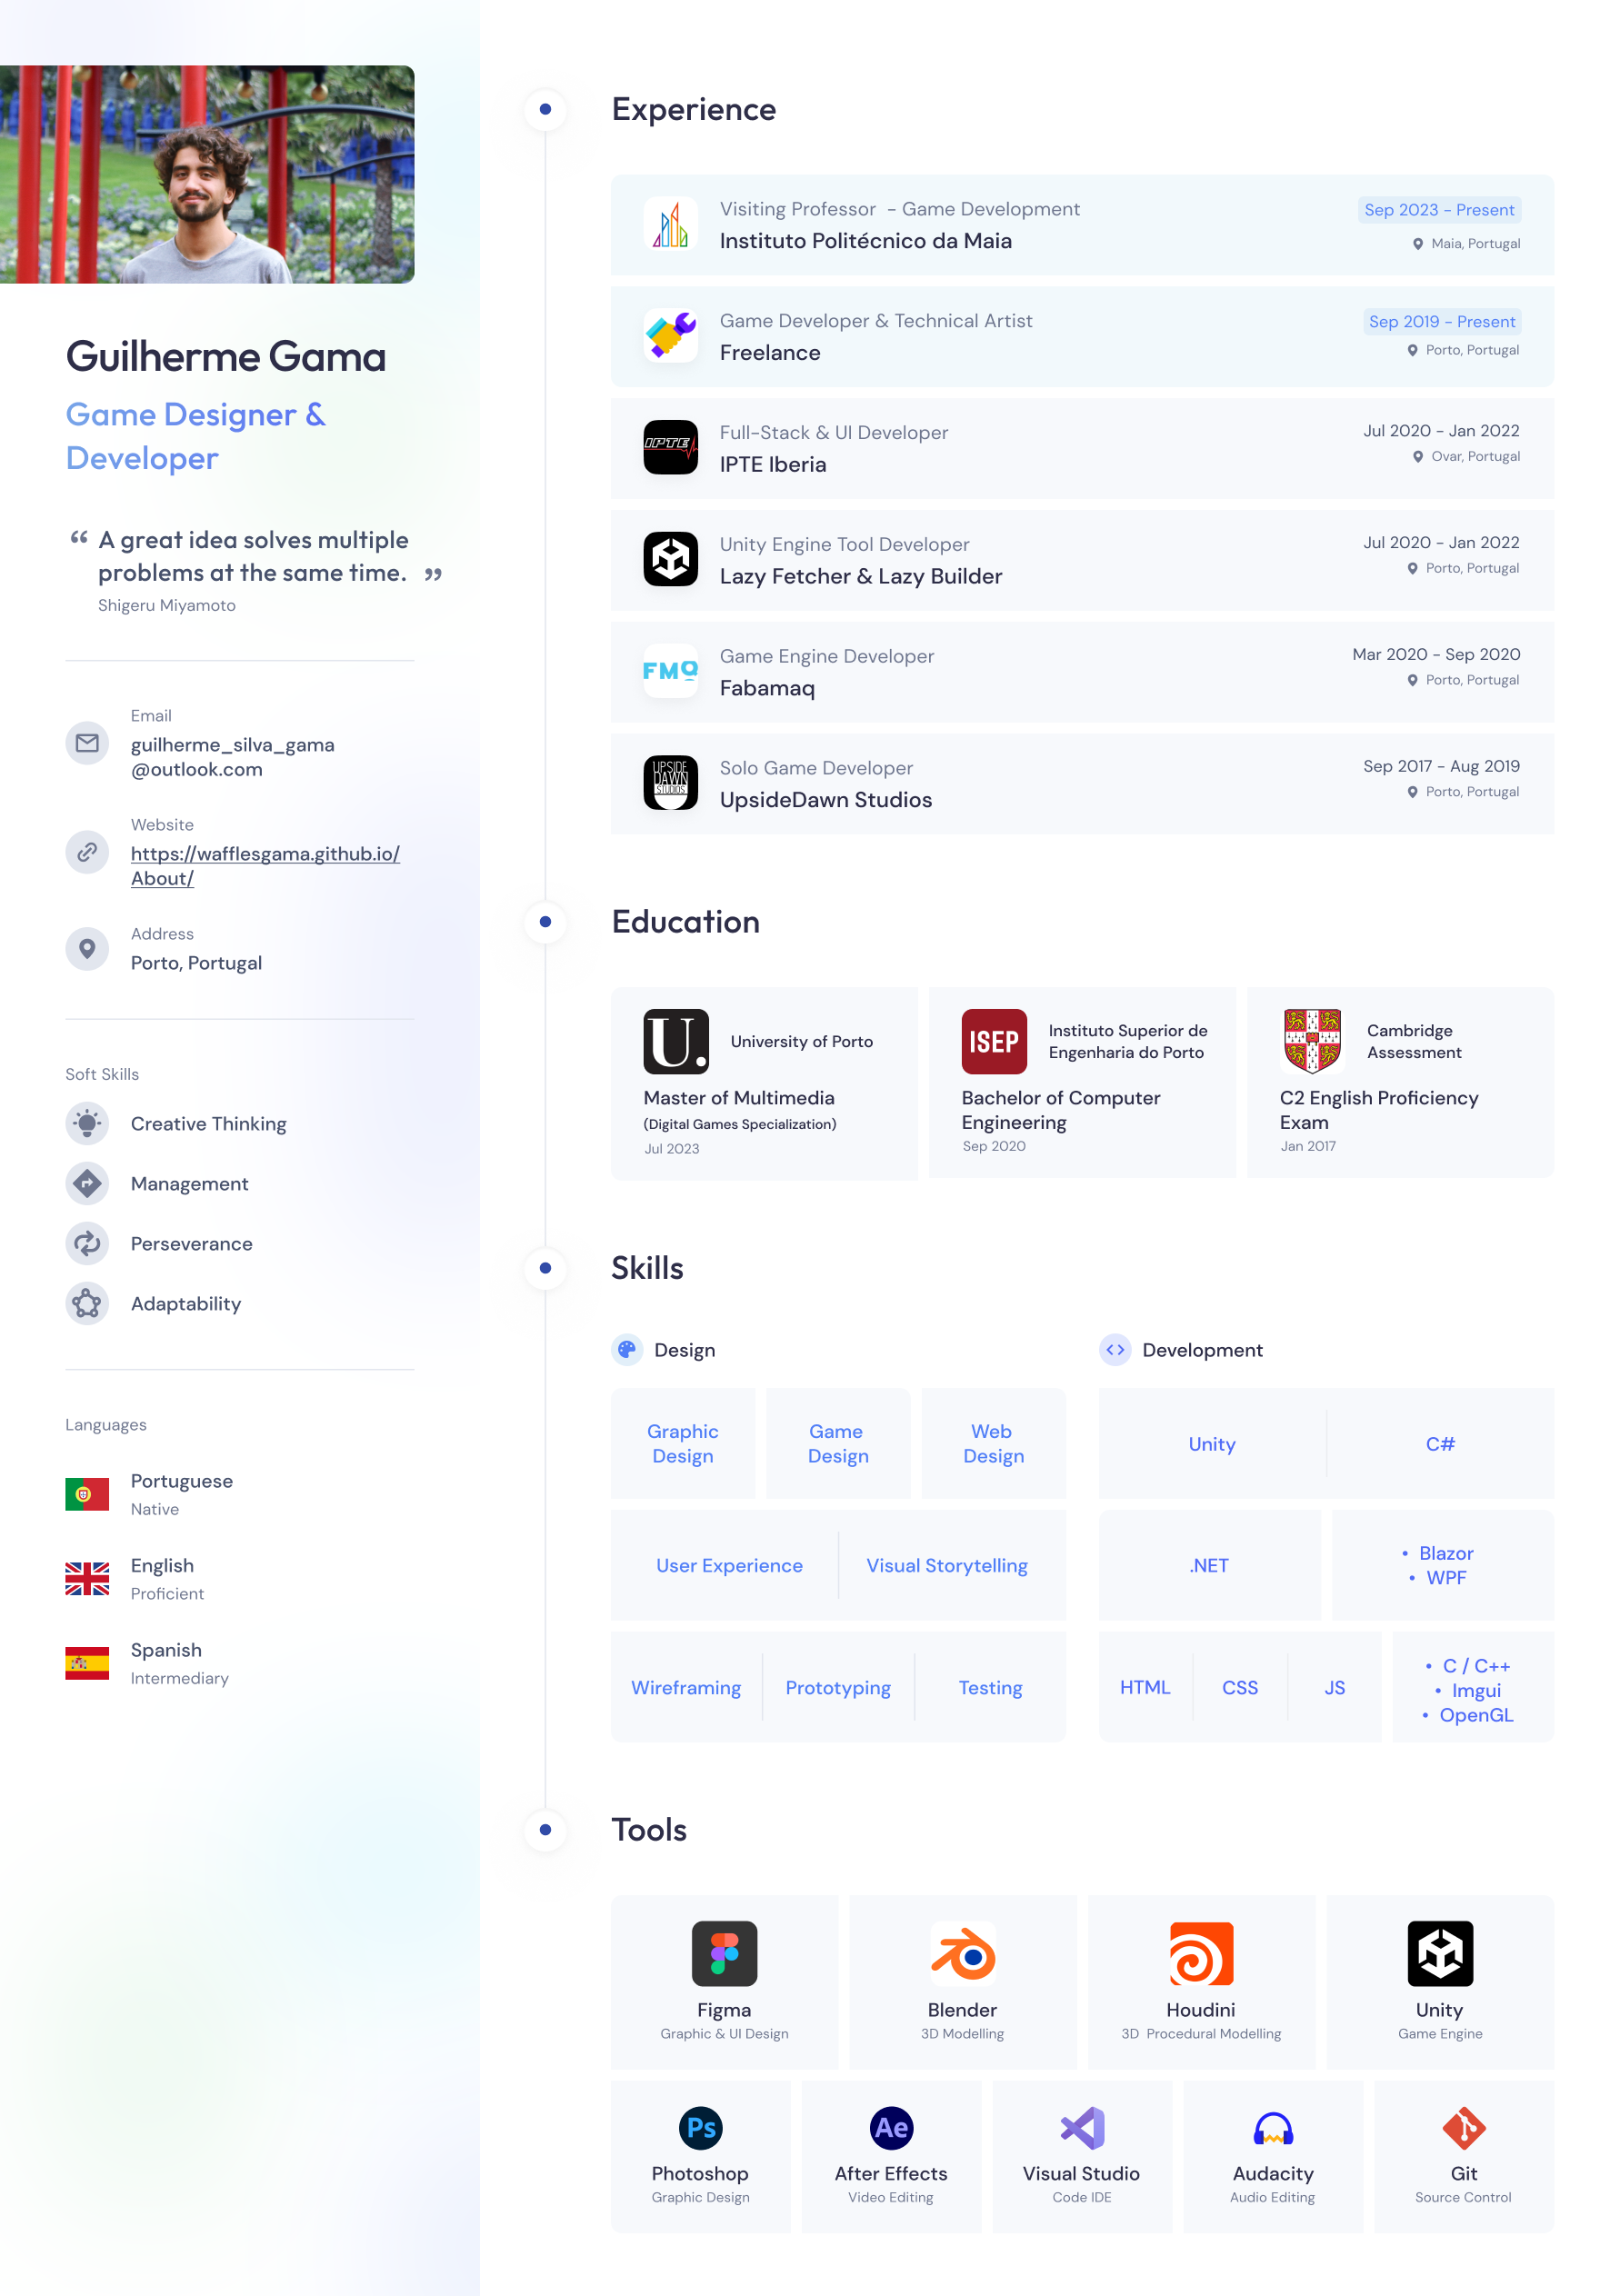 Guilherme Gama
Game Designer &
Developer
“ A great idea solves multiple
problems at the same time. ”
Shigeru Miyamoto
Email
guilherme_silva_gama
@outlook.com
Website
https://wafflesgama.github.io/
About/
Address
Porto, Portugal
Soft Skills
Creative Thinking
Management
Perseverance
Adaptability
Languages
Portuguese
Native
English
Proficient
Spanish
Intermediary
Experience
Visiting Professor - Game Development
Instituto Politécnico da Maia
Sep 2023 - Present
Maia, Portugal
Game Developer & Technical Artist
Freelance
Sep 2019 - Present
Porto, Portugal
IPTE
Full-Stack & UI Developer
IPTE Iberia
Jul 2020 - Jan 2022
Ovar, Portugal
Unity Engine Tool Developer
Lazy Fetcher & Lazy Builder
Jul 2020 - Jan 2022
Porto, Portugal
FMQ
Game Engine Developer
Fabamaq
Mar 2020 - Sep 2020
Porto, Portugal
UPSIDE
DAWN
STUDIOS
Solo Game Developer
UpsideDawn Studios
Sep 2017 - Aug 2019
Porto, Portugal
Education
U.
University of Porto
Master of Multimedia
(Digital Games Specialization)
Jul 2023
ISEP
Instituto Superior de
Engenharia do Porto
Bachelor of Computer
Engineering
Sep 2020
Cambridge
Assessment
C2 English Proficiency
Exam
Jan 2017
Skills
Design
Graphic
Design
Game
Design
Web
Design
User Experience
Visual Storytelling
Wireframing
Prototyping
Testing
Development
Unity
C#
.NET
• Blazor
• WPF
HTML
CSS
JS
• C / C++
• Imgui
• OpenGL
Tools
Figma
Graphic & UI Design
Blender
3D Modelling
Houdini
3D Procedural Modelling
Unity
Game Engine
Ps
Photoshop
Graphic Design
Ae
After Effects
Video Editing
Visual Studio
Code IDE
Audacity
Audio Editing
Git
Source Control